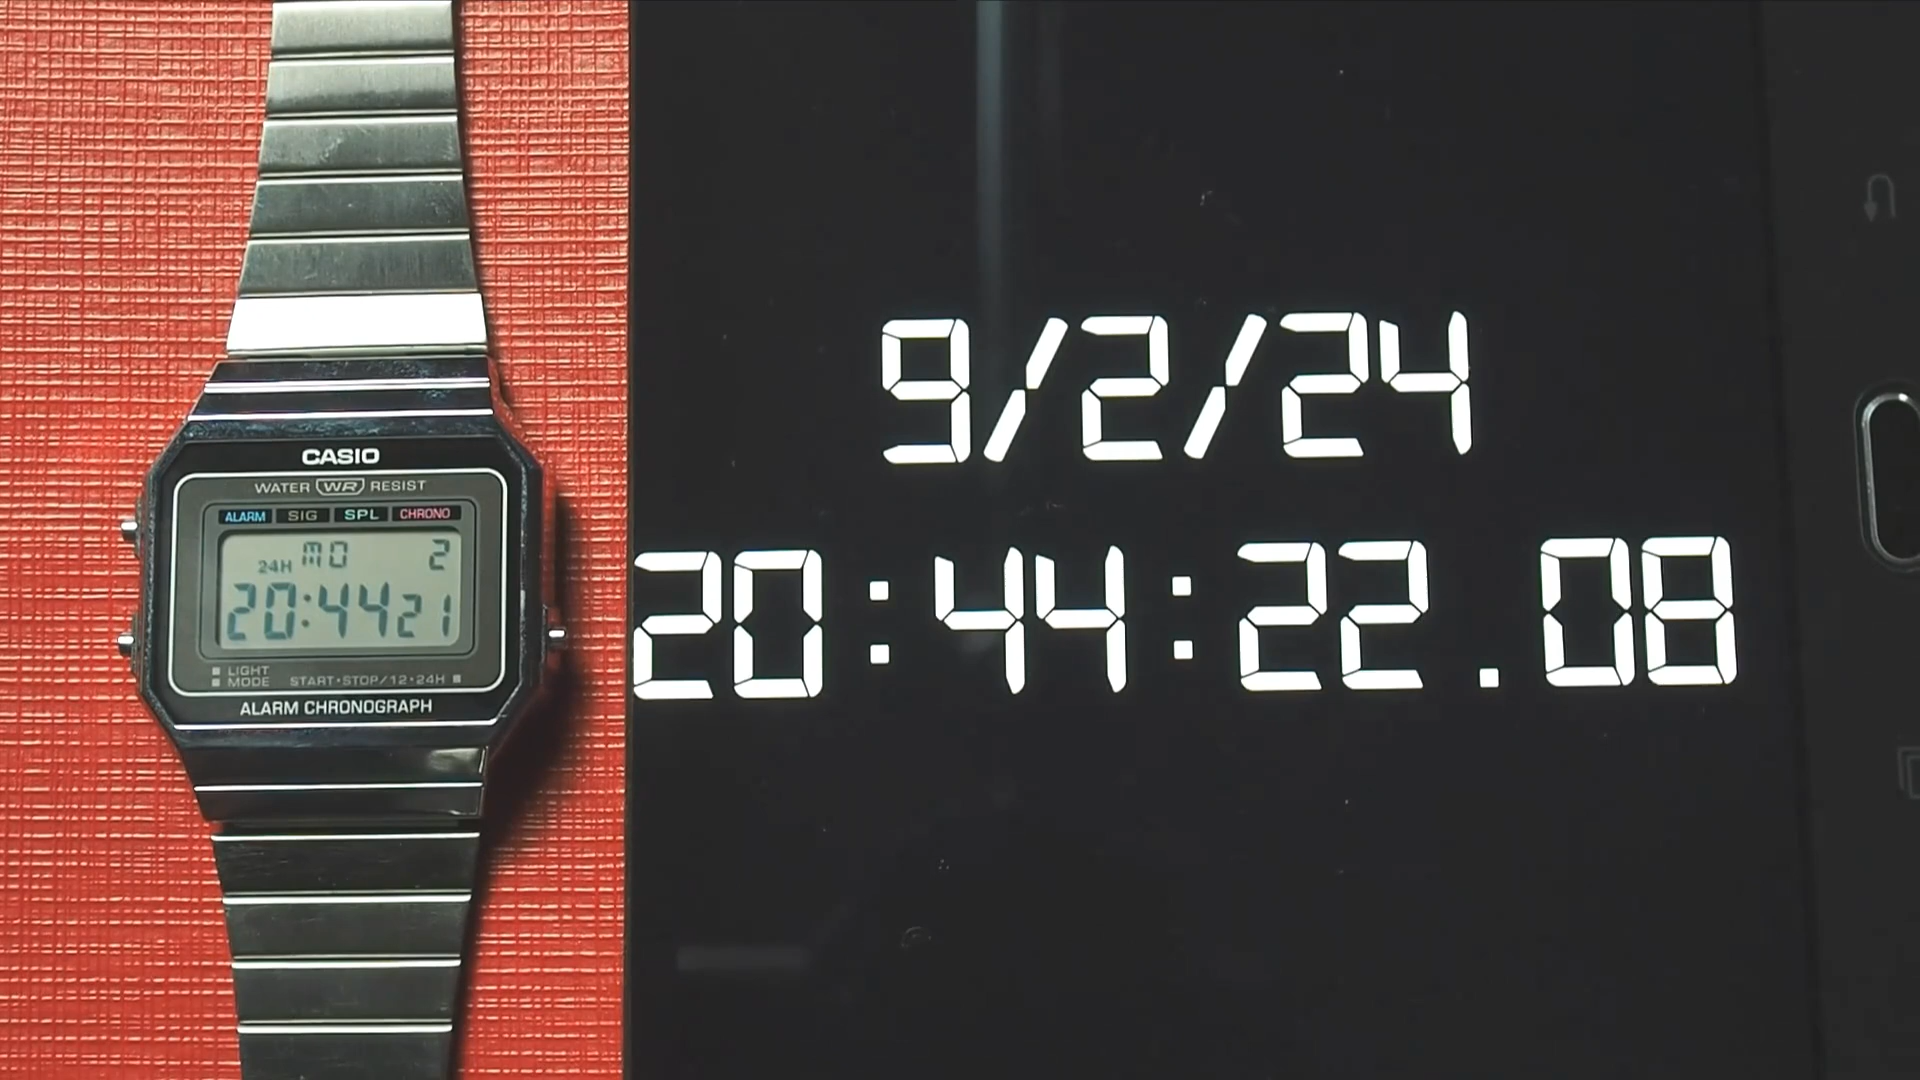 CASIO
WATER WR RESIST
ALARM SIG SPL CHRONO
24H MO 2
20:44 21
LIGHT
MODE START•STOP/12•24H
ALARM CHRONOGRAPH
9/2/24
20:44:22.08